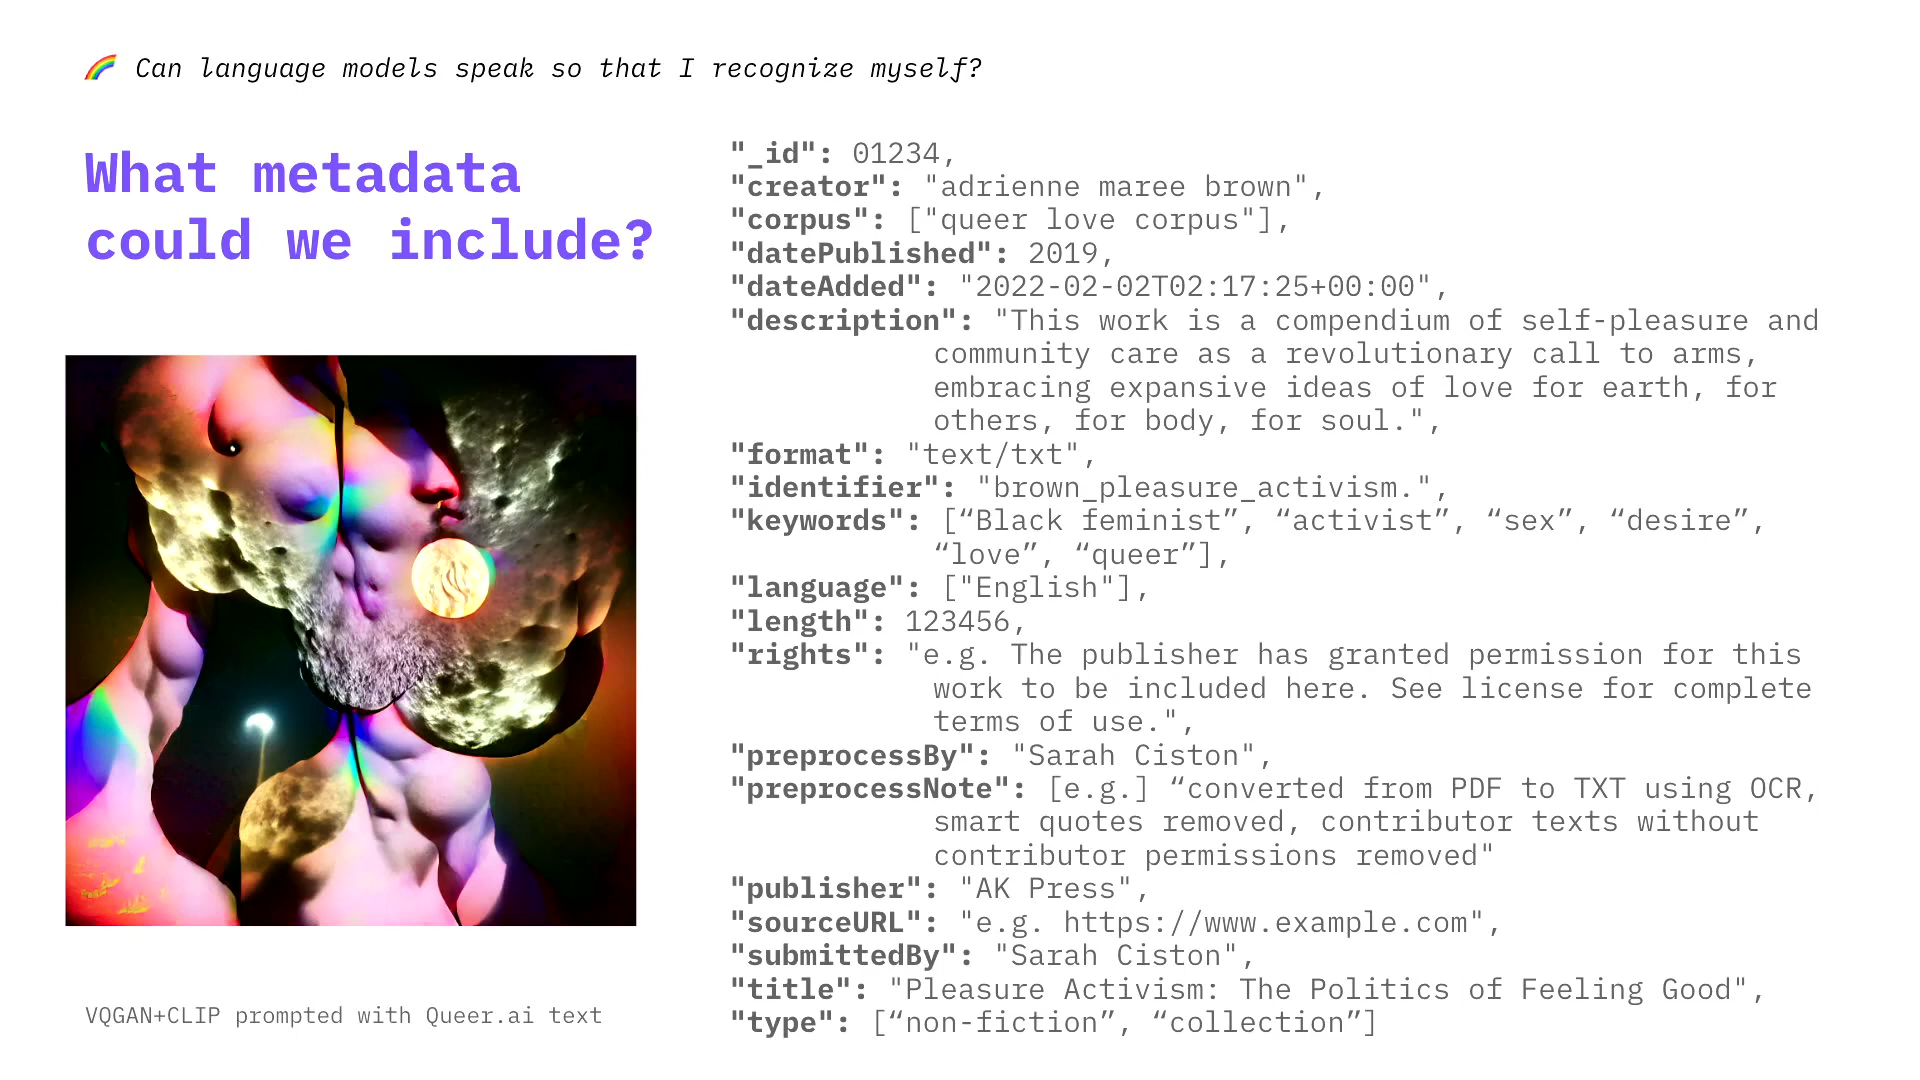 🌈 Can language models speak so that I recognize myself?
What metadata
could we include?
VQGAN+CLIP prompted with Queer.ai text
"_id": 01234,
"creator": "adrienne maree brown",
"corpus": ["queer love corpus"],
"datePublished": 2019,
"dateAdded": "2022-02-02T02:17:25+00:00",
"description": "This work is a compendium of self-pleasure and
community care as a revolutionary call to arms,
embracing expansive ideas of love for earth, for
others, for body, for soul.",
"format": "text/txt",
"identifier": "brown_pleasure_activism.",
"keywords": [“Black feminist”, “activist”, “sex”, “desire”,
“love”, “queer”],
"language": ["English"],
"length": 123456,
"rights": "e.g. The publisher has granted permission for this
work to be included here. See license for complete
terms of use.",
"preprocessBy": "Sarah Ciston",
"preprocessNote": [e.g.] “converted from PDF to TXT using OCR,
smart quotes removed, contributor texts without
contributor permissions removed"
"publisher": "AK Press",
"sourceURL": "e.g. https://www.example.com",
"submittedBy": "Sarah Ciston",
"title": "Pleasure Activism: The Politics of Feeling Good",
"type": [“non-fiction”, “collection”]